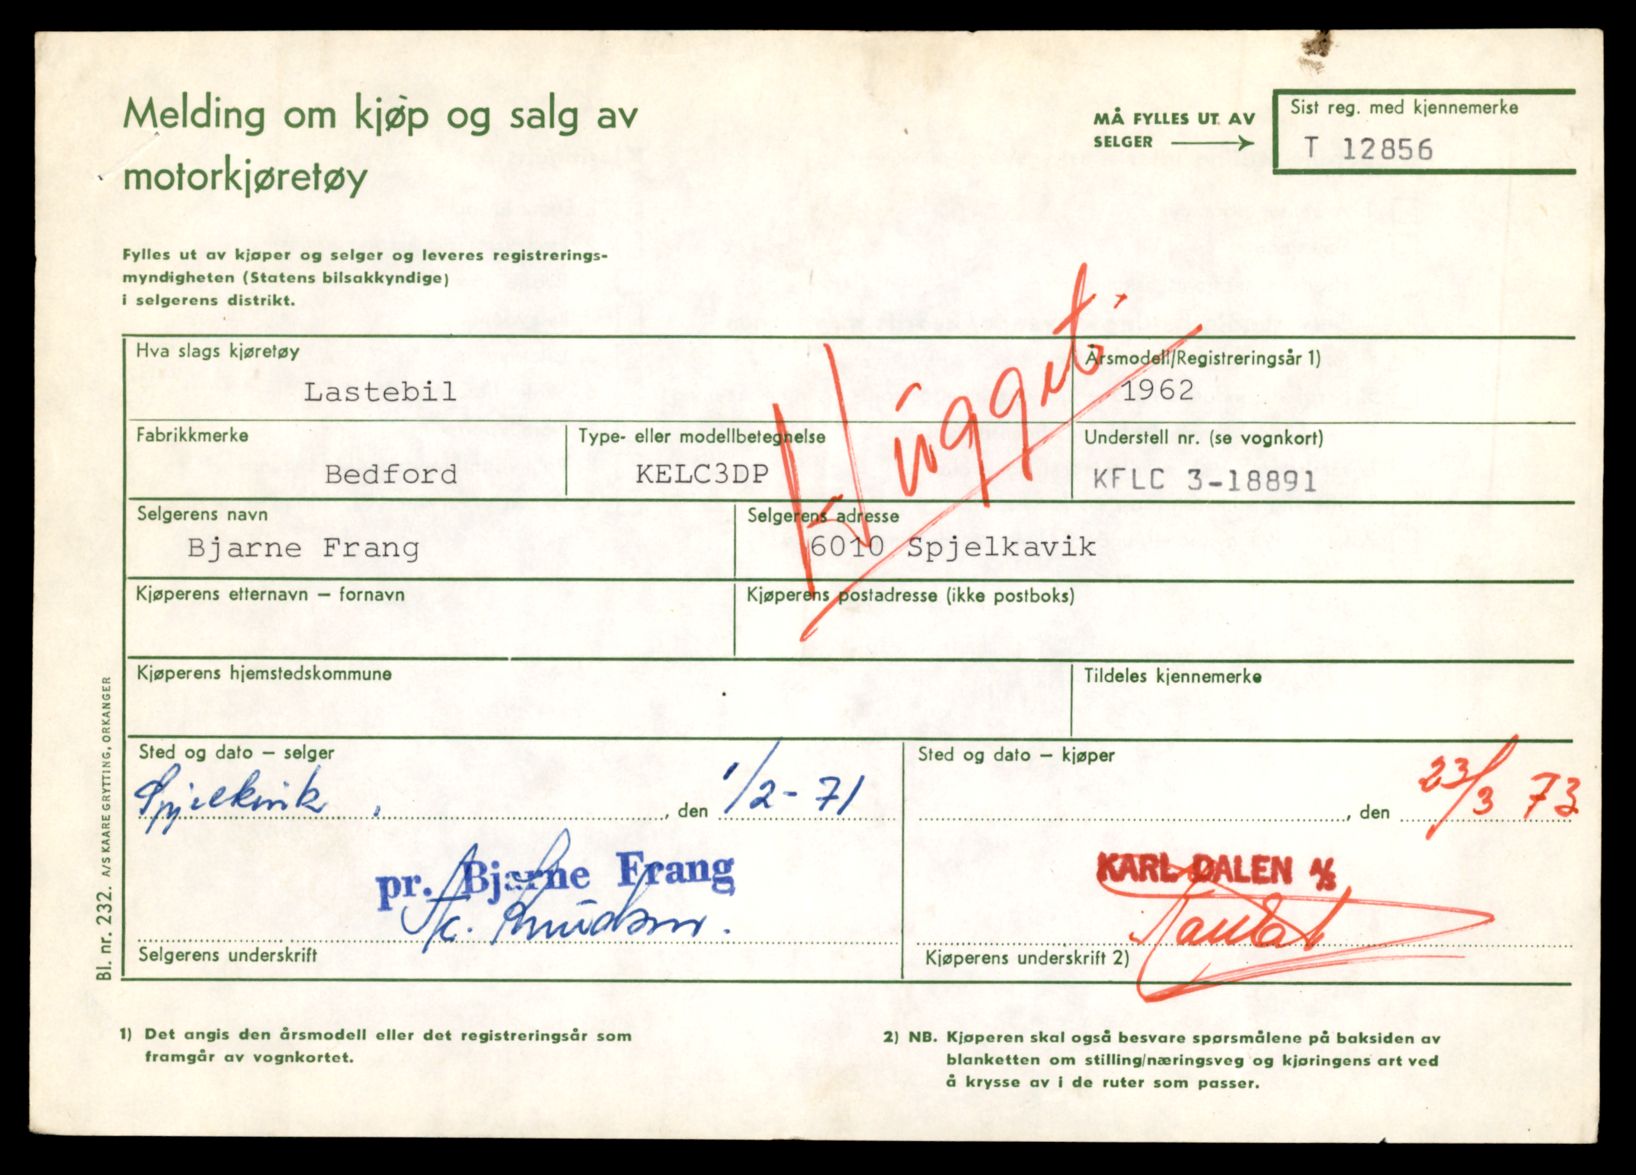 Melding om kjøp og salg av
motorkjøretøy
MÅ FYLLES UT AV
SELGER
Sist reg. med kjennemerke
T 12856
Fylles ut av kjøper og selger og leveres registrerings-
myndigheten (Statens bilsakkyndige)
i selgerens distrikt.
Hugget.
Hva slags kjøretøy
Lastebil
Årsmodell/Registreringsår 1)
1962
Fabrikkmerke
Bedford
Type- eller modellbetegnelse
KELC3DP
Understell nr. (se vognkort)
KFLC 3-18891
Selgerens navn
Bjarne Frang
Selgerens adresse
6010 Spjelkavik
Kjøperens etternavn – fornavn
Kjøperens postadresse (ikke postboks)
Kjøperens hjemstedskommune
Tildeles kjennemerke
Sted og dato – selger
Spjelkavik, den 1/2-71
pr. Bjarne Frang
Knudsen.
Selgerens underskrift
Sted og dato – kjøper
, den 23/3 73
KARL DALEN A/S
Kjøperens underskrift 2)
Bl. nr. 232. A/S KAARE GRYTTING, ORKANGER
1) Det angis den årsmodell eller det registreringsår som
framgår av vognkortet.
2) NB. Kjøperen skal også besvare spørsmålene på baksiden av
blanketten om stilling/næringsveg og kjøringens art ved
å krysse av i de ruter som passer.